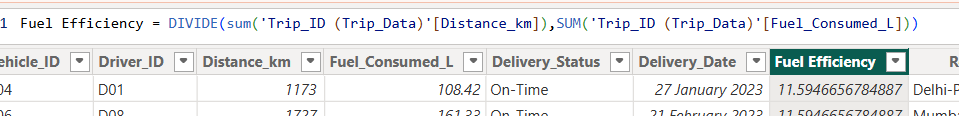 1 Fuel Efficiency = DIVIDE(sum('Trip_ID (Trip_Data)'[Distance_km]),SUM('Trip_ID (Trip_Data)'[Fuel_Consumed_L]))
ehicle_ID Driver_ID Distance_km Fuel_Consumed_L Delivery_Status Delivery_Date Fuel Efficiency R
04 D01 1173 108.42 On-Time 27 January 2023 11.5946656784887 Delhi-P
06 D08 1727 161.33 On-Time 21 February 2023 11.5946656784887 Mumba